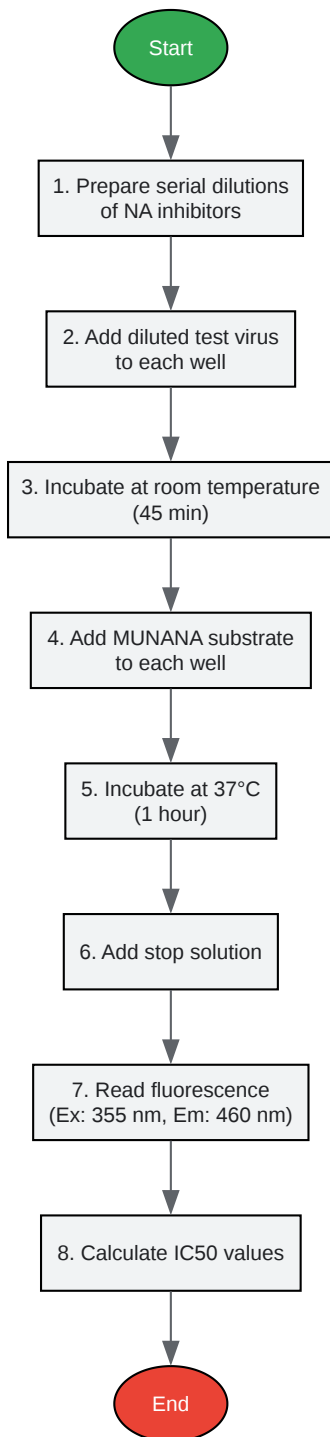 Start
1. Prepare serial dilutions
of NA inhibitors
2. Add diluted test virus
to each well
3. Incubate at room temperature
(45 min)
4. Add MUNANA substrate
to each well
5. Incubate at 37°C
(1 hour)
6. Add stop solution
7. Read fluorescence
(Ex: 355 nm, Em: 460 nm)
8. Calculate IC50 values
End